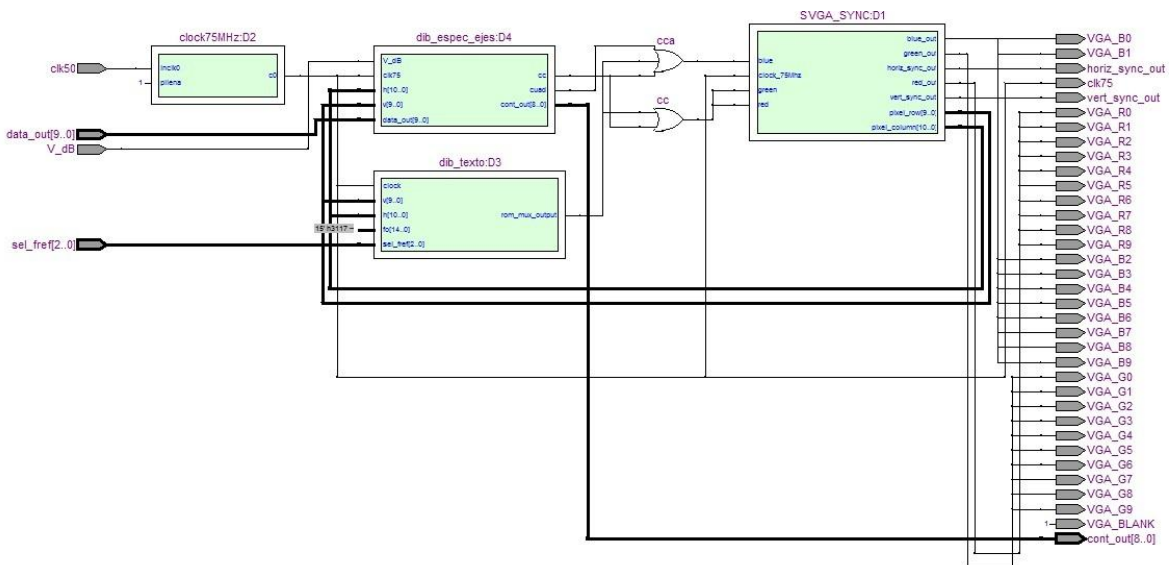 SVGA_SYNC:D1
clock75MHz:D2
dib_espec_ejes:D4
cca
clk50
inclk0
c0
1
pllena
V_dB
clk75
h[10..0]
v[9..0]
data_out[9..0]
cc
cuad
cont_out[8..0]
cc
blue
clock_75Mhz
green
red
blue_out
green_out
horiz_sync_out
red_out
vert_sync_out
pixel_row[9..0]
pixel_column[10..0]
data_out[9..0]
V_dB
dib_texto:D3
clock
v[9..0]
h[10..0]
15' h3117 --
fo[14..0]
sel_fref[2..0]
rom_mux_output
sel_fref[2..0]
VGA_B0
VGA_B1
horiz_sync_out
clk75
vert_sync_out
VGA_R0
VGA_R1
VGA_R2
VGA_R3
VGA_R4
VGA_R5
VGA_R6
VGA_R7
VGA_R8
VGA_R9
VGA_B2
VGA_B3
VGA_B4
VGA_B5
VGA_B6
VGA_B7
VGA_B8
VGA_B9
VGA_G0
VGA_G1
VGA_G2
VGA_G3
VGA_G4
VGA_G5
VGA_G6
VGA_G7
VGA_G8
VGA_G9
1
VGA_BLANK
cont_out[8..0]